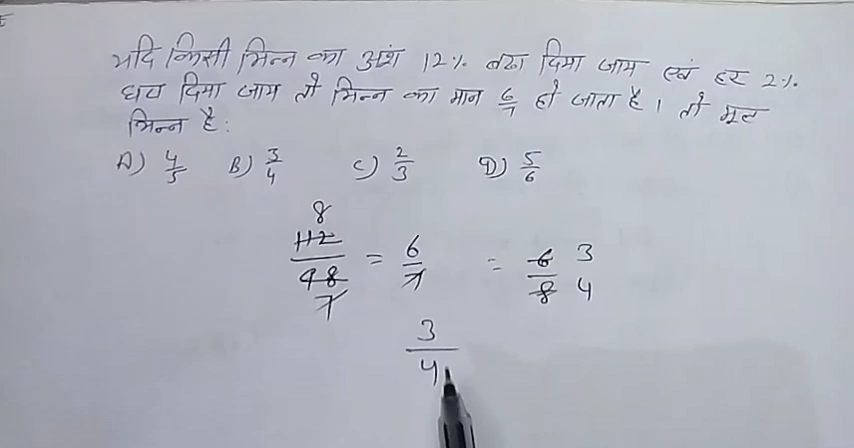 यदि किसी भिन्न का अंश 12% बढ़ा दिया जाय एवं हर 2%
घटा दिया जाय तो भिन्न का मान 6/7 हो जाता है। तो मूल
भिन्न है:
A) 4/5 B) 3/4 C) 2/3 D) 5/6
8
112/98 = 6/7 = 6/8 3/4
7
3/4